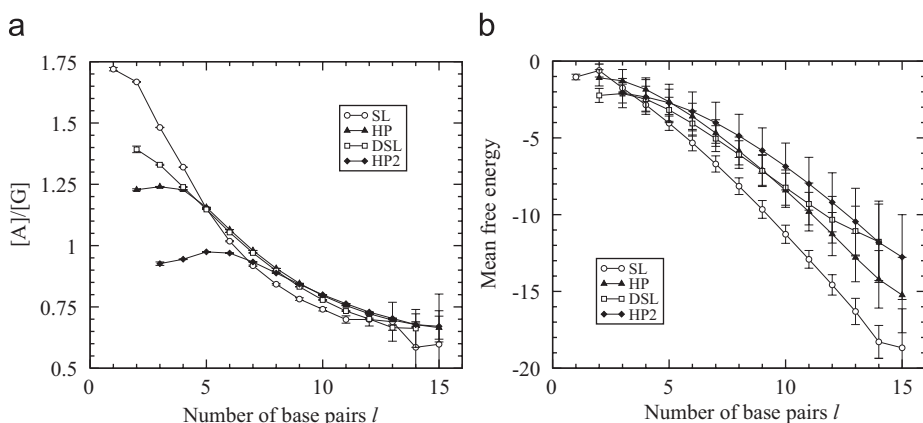 a
[A]/[G]
1.75
1.5
1.25
1
0.75
0.5
0 5 10 15
Number of base pairs l
SL
HP
DSL
HP2
b
Mean free energy
0
-5
-10
-15
-20
0 5 10 15
Number of base pairs l
SL
HP
DSL
HP2